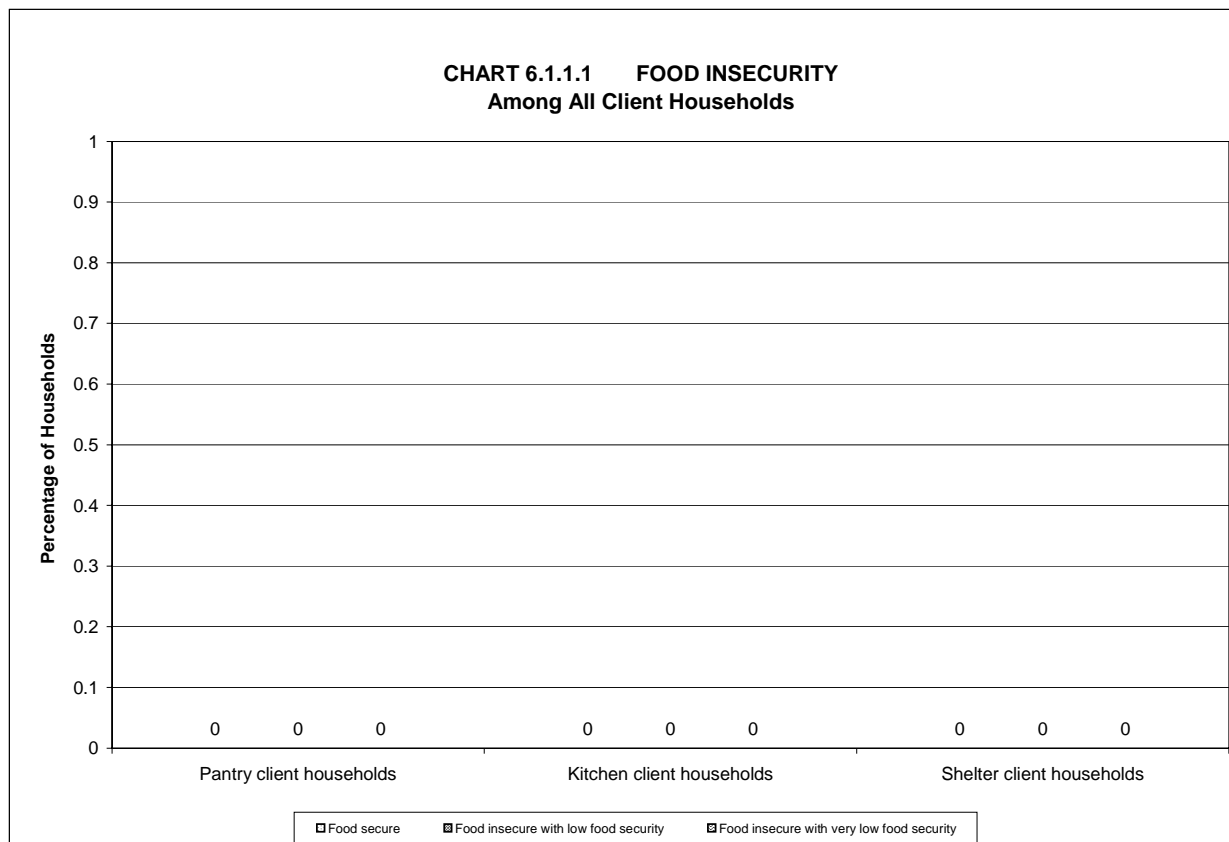 CHART 6.1.1.1 FOOD INSECURITY
Among All Client Households
Percentage of Households
1
0.9
0.8
0.7
0.6
0.5
0.4
0.3
0.2
0.1
0
0 0 0 0 0 0 0 0 0
Pantry client households Kitchen client households Shelter client households
Food secure Food insecure with low food security Food insecure with very low food security